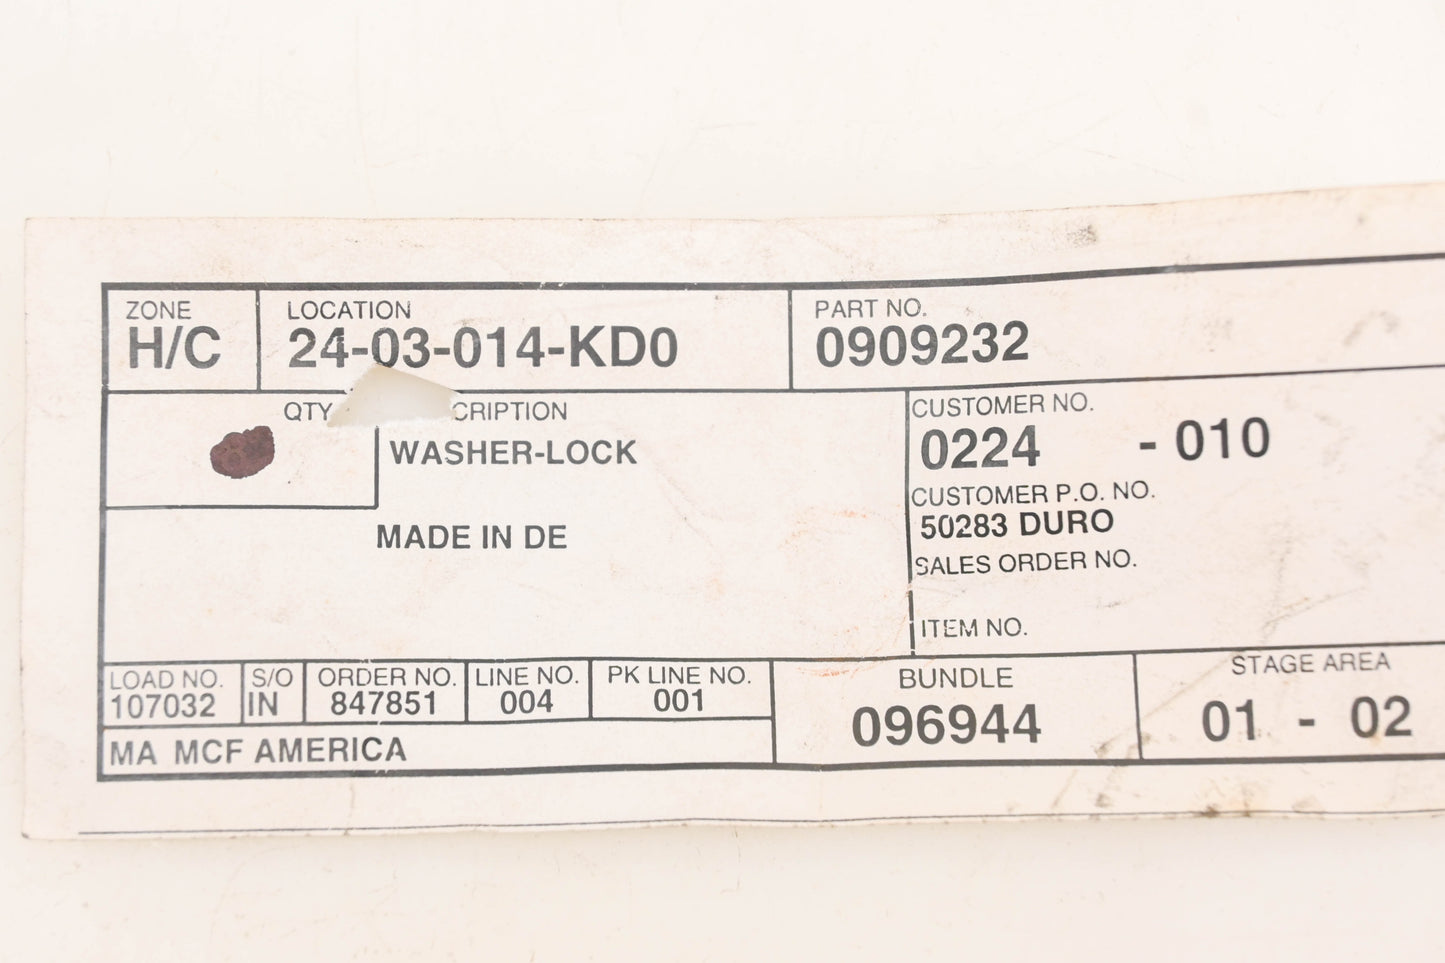 ZONE
H/C
LOCATION
24-03-014-KD0
PART NO.
0909232
QTY
CRIPTION
WASHER-LOCK
MADE IN DE
CUSTOMER NO.
0224 - 010
CUSTOMER P.O. NO.
50283 DURO
SALES ORDER NO.
ITEM NO.
LOAD NO.
107032
S/O
IN
ORDER NO.
847851
LINE NO.
004
PK LINE NO.
001
MA MCF AMERICA
BUNDLE
096944
STAGE AREA
01 - 02